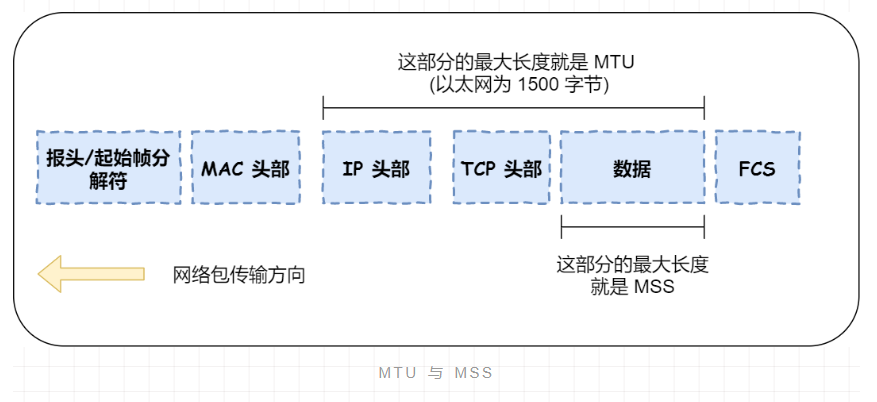 这部分的最大长度就是 MTU
(以太网为 1500 字节)
报头/起始帧分
解符
MAC 头部
IP 头部
TCP 头部
数据
FCS
这部分的最大长度
就是 MSS
网络包传输方向
MTU 与 MSS